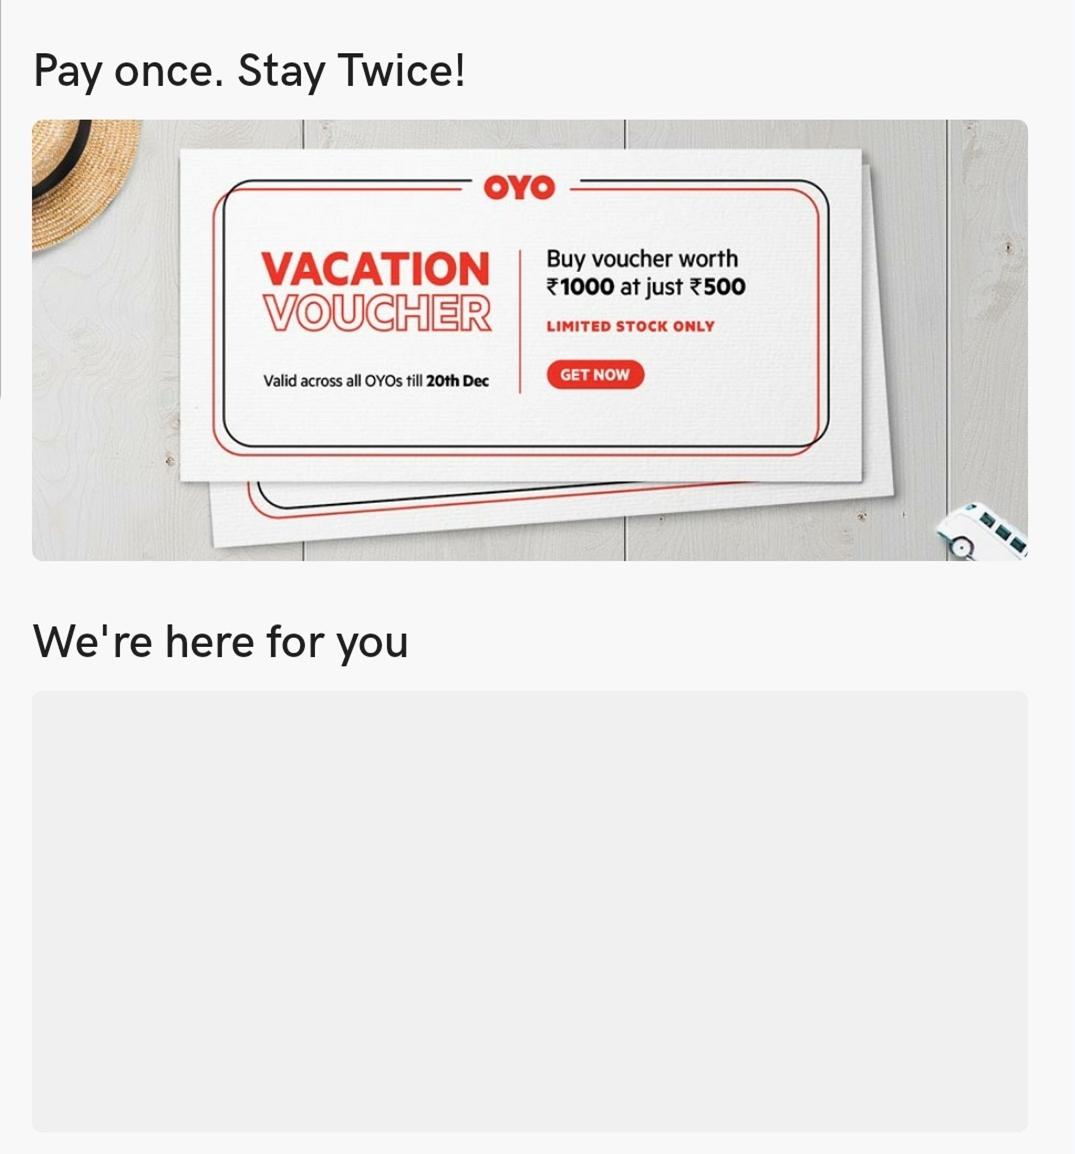 Pay once. Stay Twice!
OYO
VACATION
VOUCHER
Valid across all OYOs till 20th Dec
Buy voucher worth
₹1000 at just ₹500
LIMITED STOCK ONLY
GET NOW
We're here for you